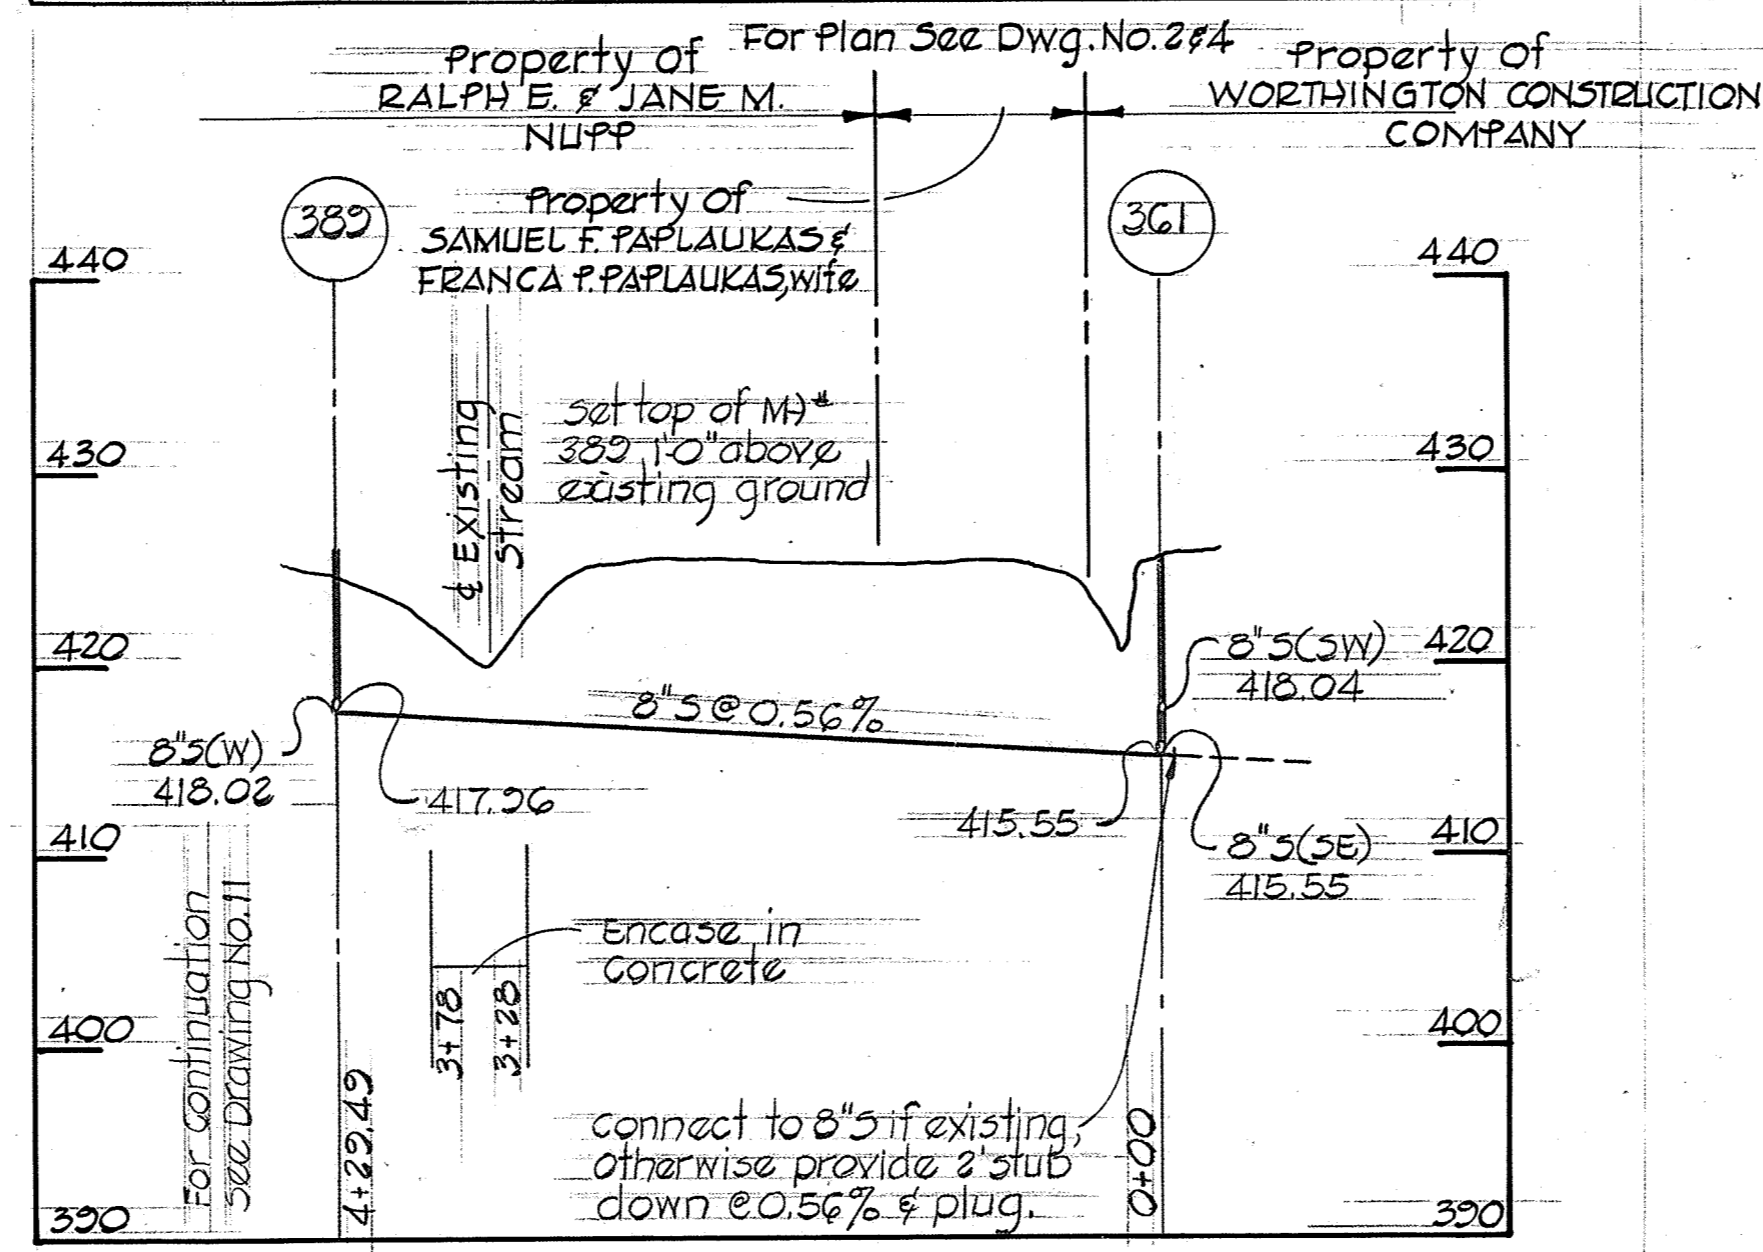 For Plan See Dwg. No. 2 & 4
Property of
RALPH E. & JANE M.
NUPP
Property of
WORTHINGTON CONSTRUCTION
COMPANY
Property of
SAMUEL F. PAPLAUKAS &
FRANCA P. PAPLAUKAS, wife
389
361
440
440
℄ Existing
Stream
Set top of MH #
389 1'-0" above
existing ground
430
430
420
420
8"S @ 0.56%
8"S(SW)
418.04
8"S(W)
418.02
417.96
415.55
8"S(SE)
415.55
410
410
For Continuation
See Drawing No. 11
Encase in
Concrete
3+78
3+28
400
400
4+29.49
Connect to 8"S if existing,
otherwise provide 2' stub
down @ 0.56% & plug.
0+00
390
390